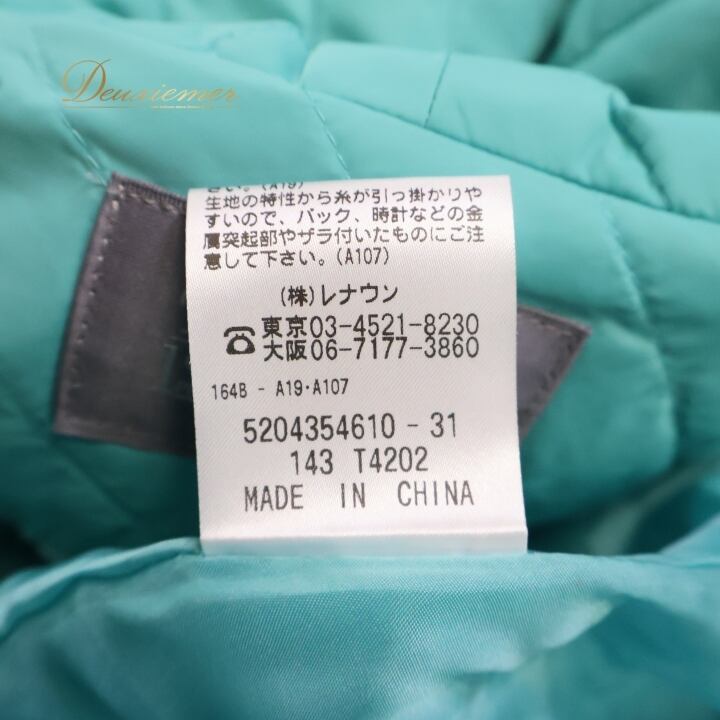 Deuxiemer
さい。(A19)
生地の特性から糸が引っ掛かりや
すいので、バック、時計などの金
属突起部やザラ付いたものにご注
意して下さい。(A107)
(株)レナウン
☎東京03-4521-8230
大阪06-7177-3860
164B - A19・A107
5204354610 - 31
143 T4202
MADE IN CHINA